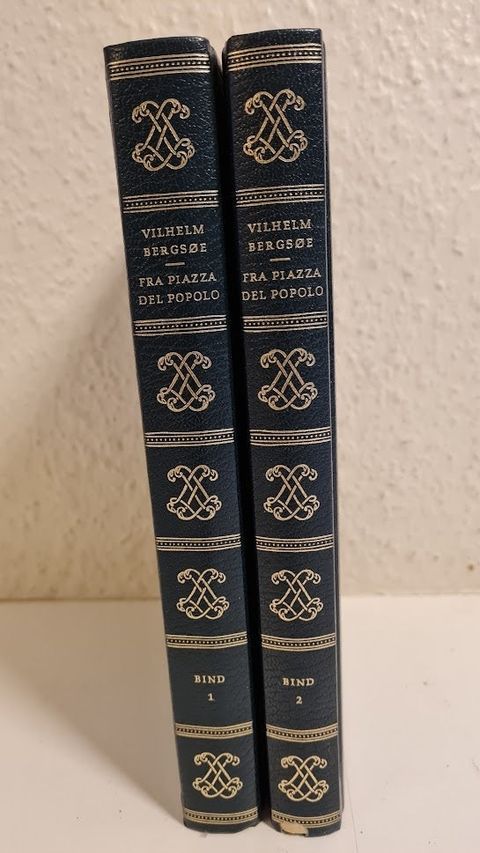 VILHELM
BERGSØE
FRA PIAZZA
DEL POPOLO
BIND
1
VILHELM
BERGSØE
FRA PIAZZA
DEL POPOLO
BIND
2